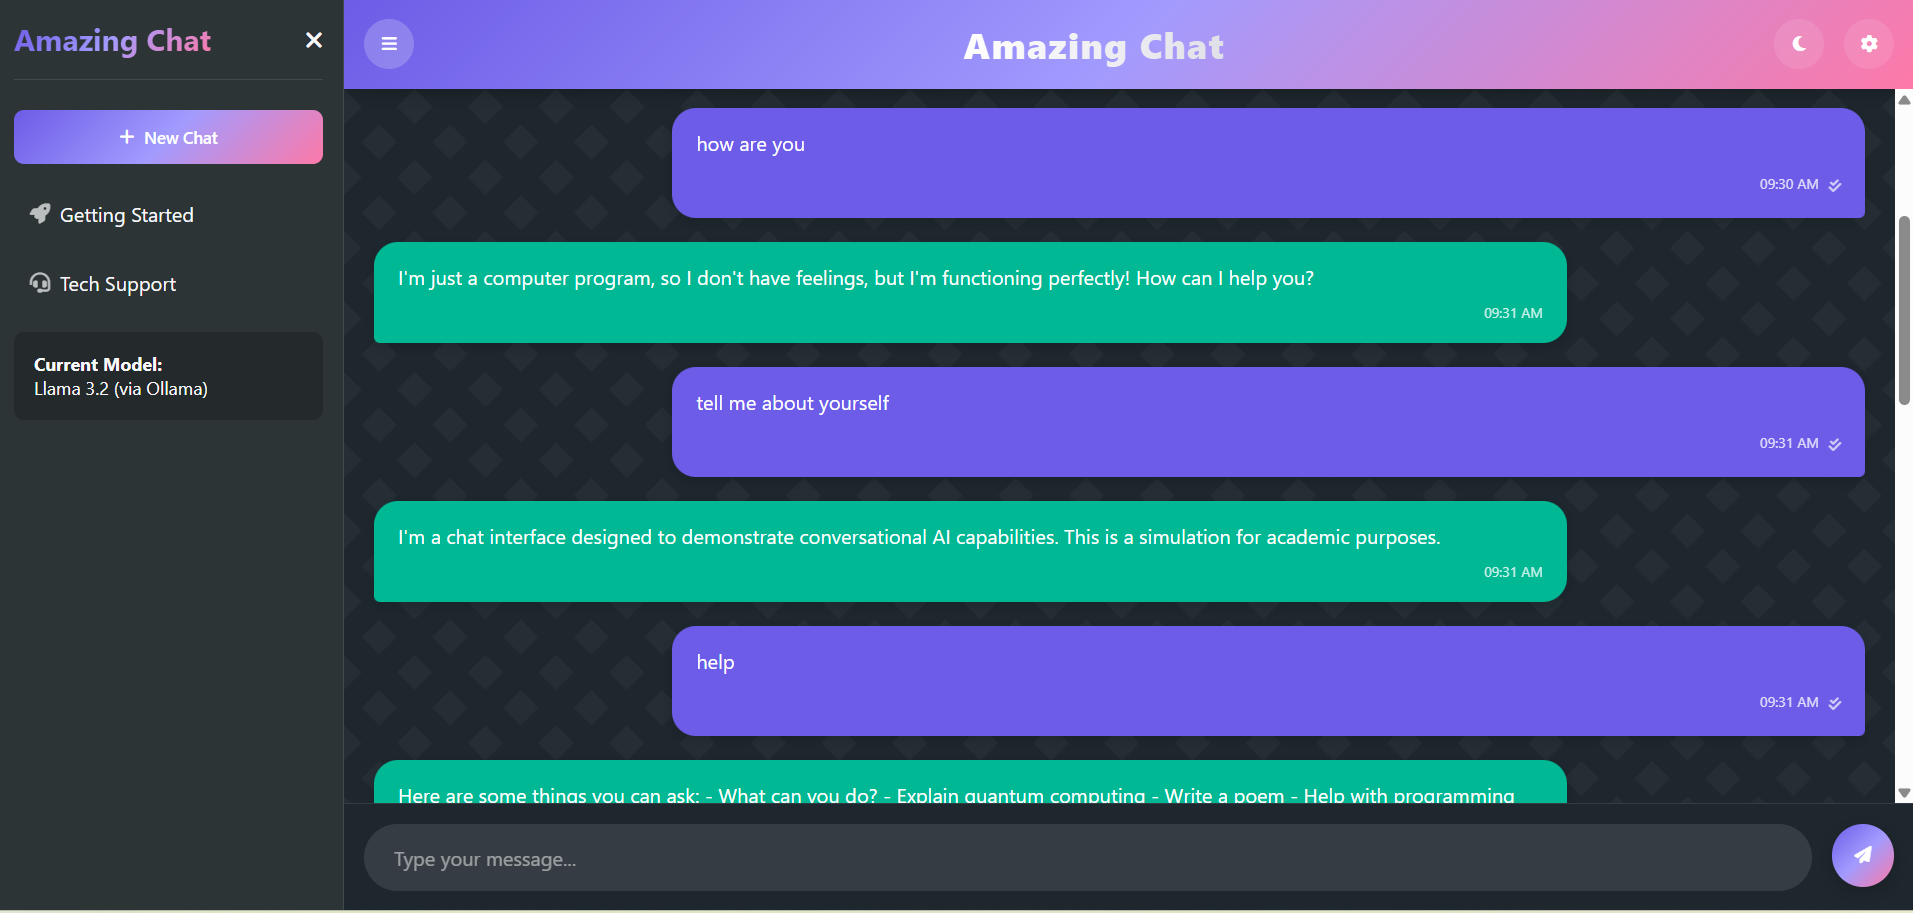 Amazing Chat
New Chat
Getting Started
Tech Support
Current Model:
Llama 3.2 (via Ollama)
Amazing Chat
how are you
09:30 AM
I'm just a computer program, so I don't have feelings, but I'm functioning perfectly! How can I help you?
09:31 AM
tell me about yourself
09:31 AM
I'm a chat interface designed to demonstrate conversational AI capabilities. This is a simulation for academic purposes.
09:31 AM
help
09:31 AM
Here are some things you can ask: - What can you do? - Explain quantum computing - Write a poem - Help with programming
Type your message...